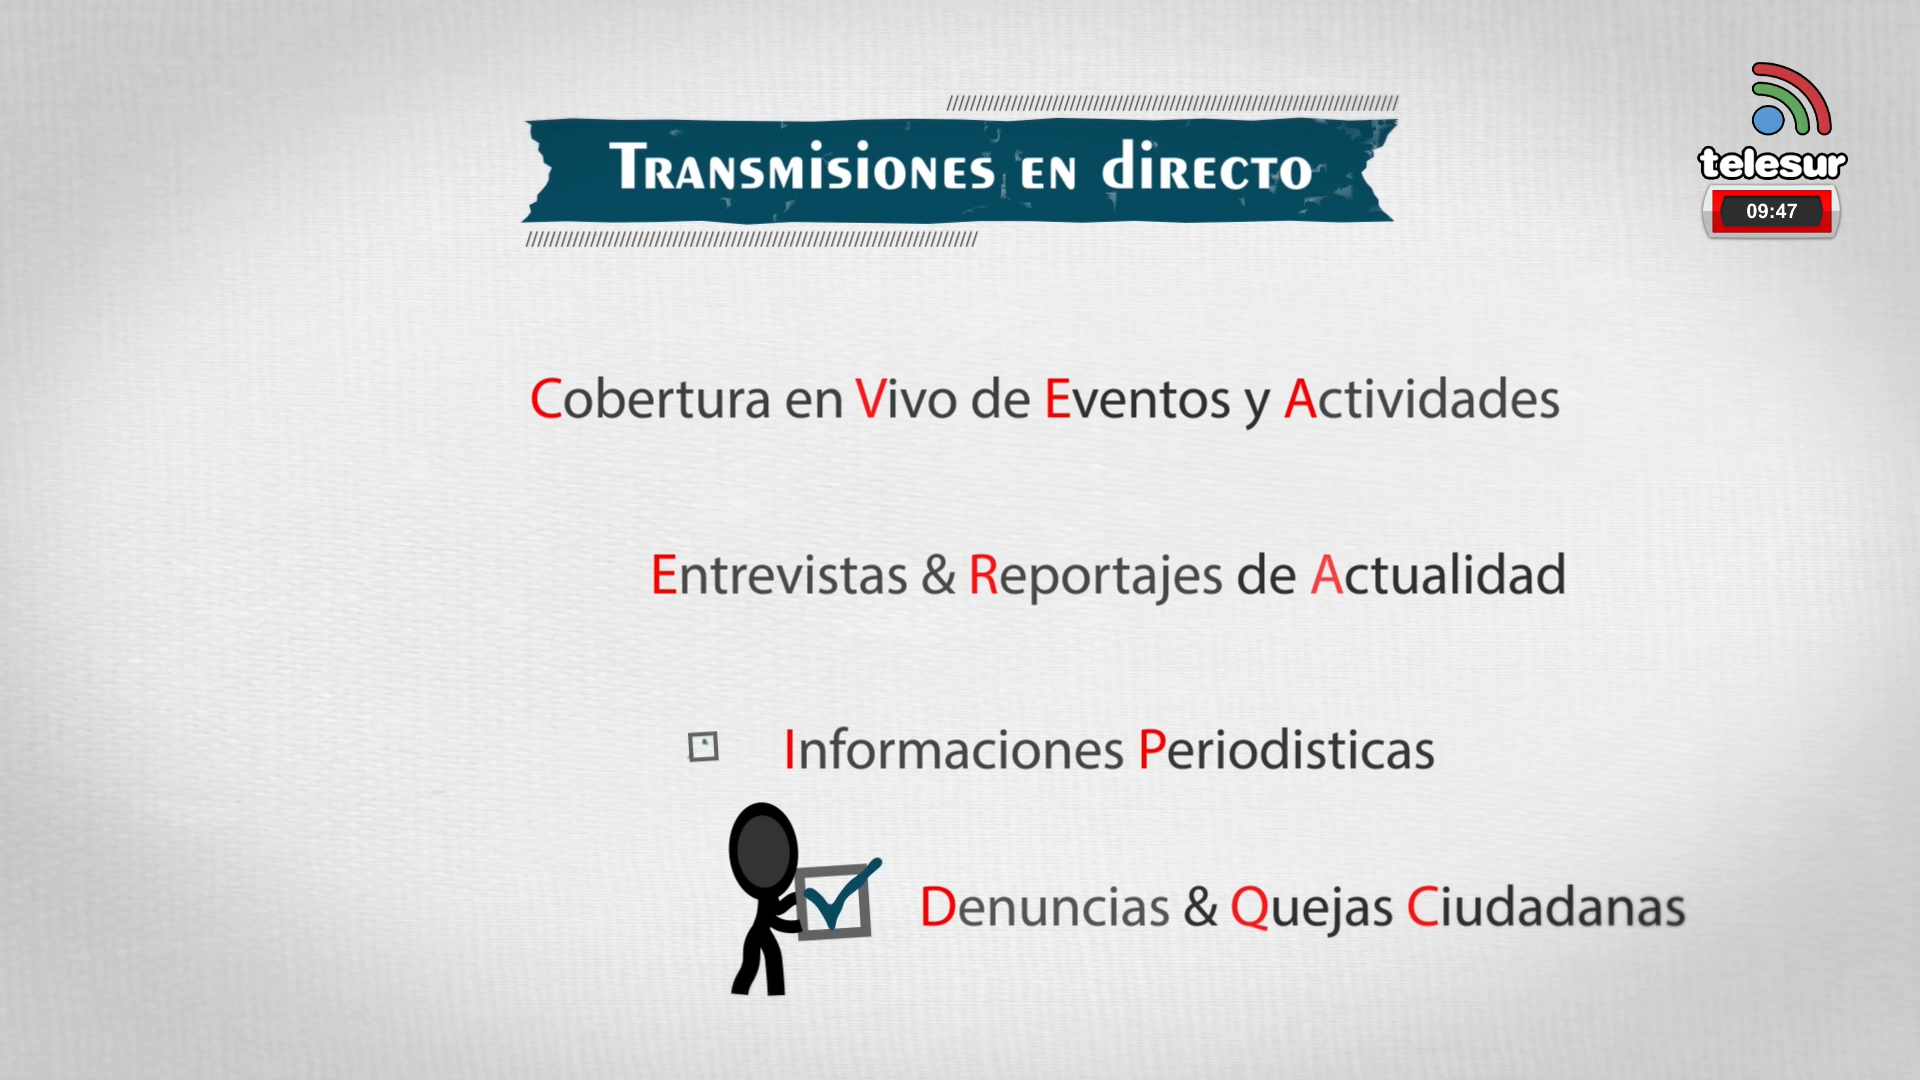 Transmisiones en directo
telesur
09:47
Cobertura en Vivo de Eventos y Actividades
Entrevistas & Reportajes de Actualidad
Informaciones Periodisticas
Denuncias & Quejas Ciudadanas